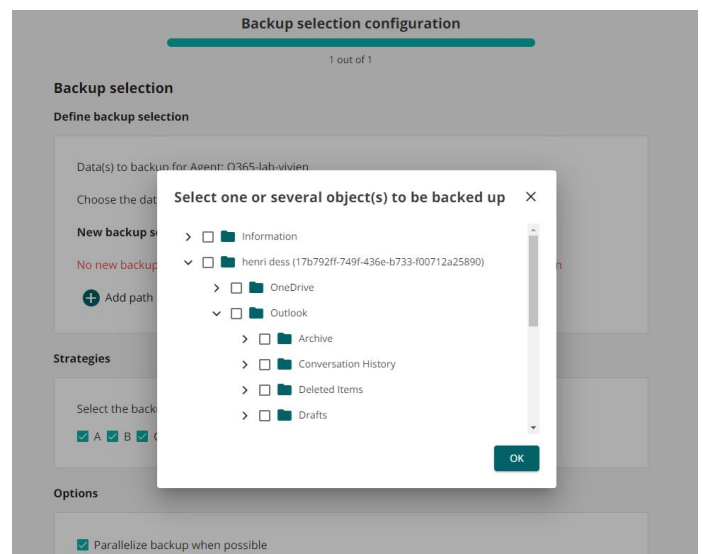 Backup selection configuration
1 out of 1
Backup selection
Define backup selection
Data(s) to backup for Agent: O365-lab-vivien
Choose the dat
New backup s
No new backup
Add path
Select one or several object(s) to be backed up
Information
henri dess (17b792ff-749f-436e-b733-f00712a25890)
OneDrive
Outlook
Archive
Conversation History
Deleted Items
Drafts
OK
Strategies
Select the back
A B
Options
Parallelize backup when possible